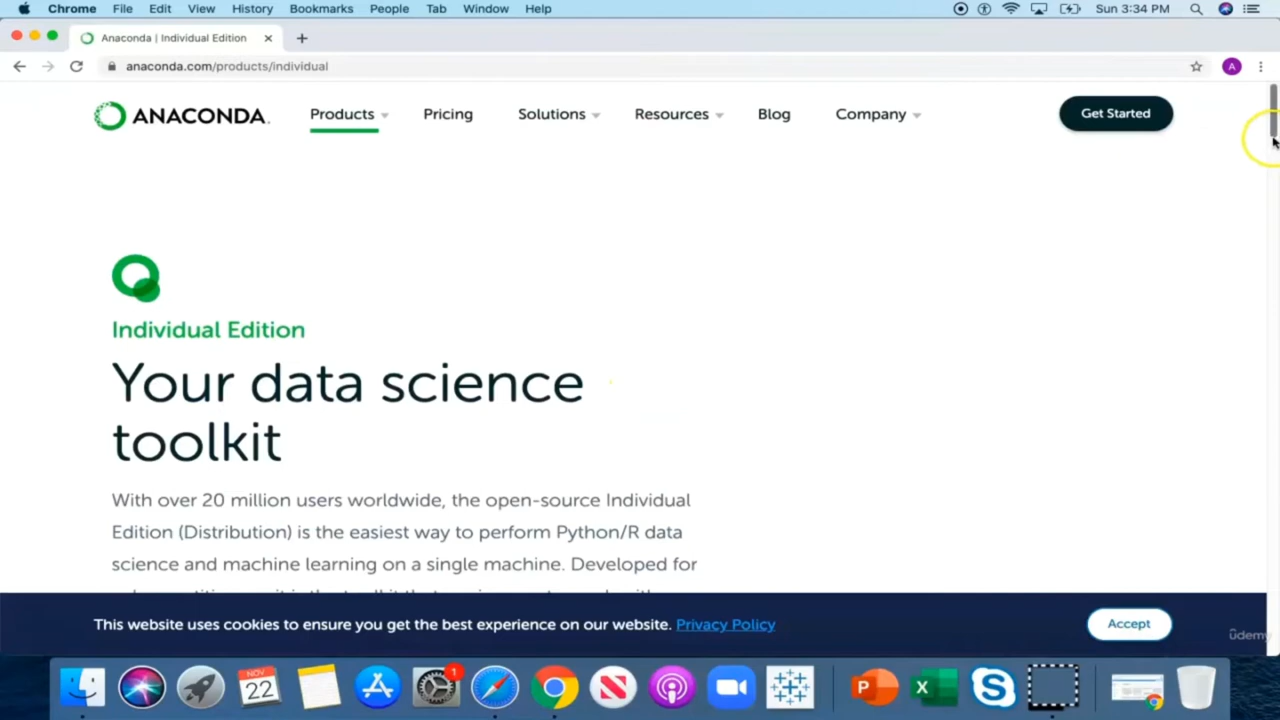 Chrome File Edit View History Bookmarks People Tab Window Help Sun 3:34 PM
Anaconda | Individual Edition
anaconda.com/products/individual A
ANACONDA. Products Pricing Solutions Resources Blog Company Get Started
Individual Edition
Your data science
toolkit
With over 20 million users worldwide, the open-source Individual
Edition (Distribution) is the easiest way to perform Python/R data
science and machine learning on a single machine. Developed for
This website uses cookies to ensure you get the best experience on our website. Privacy Policy Accept
ûdemy
NOV
22
1
N
P
X
S